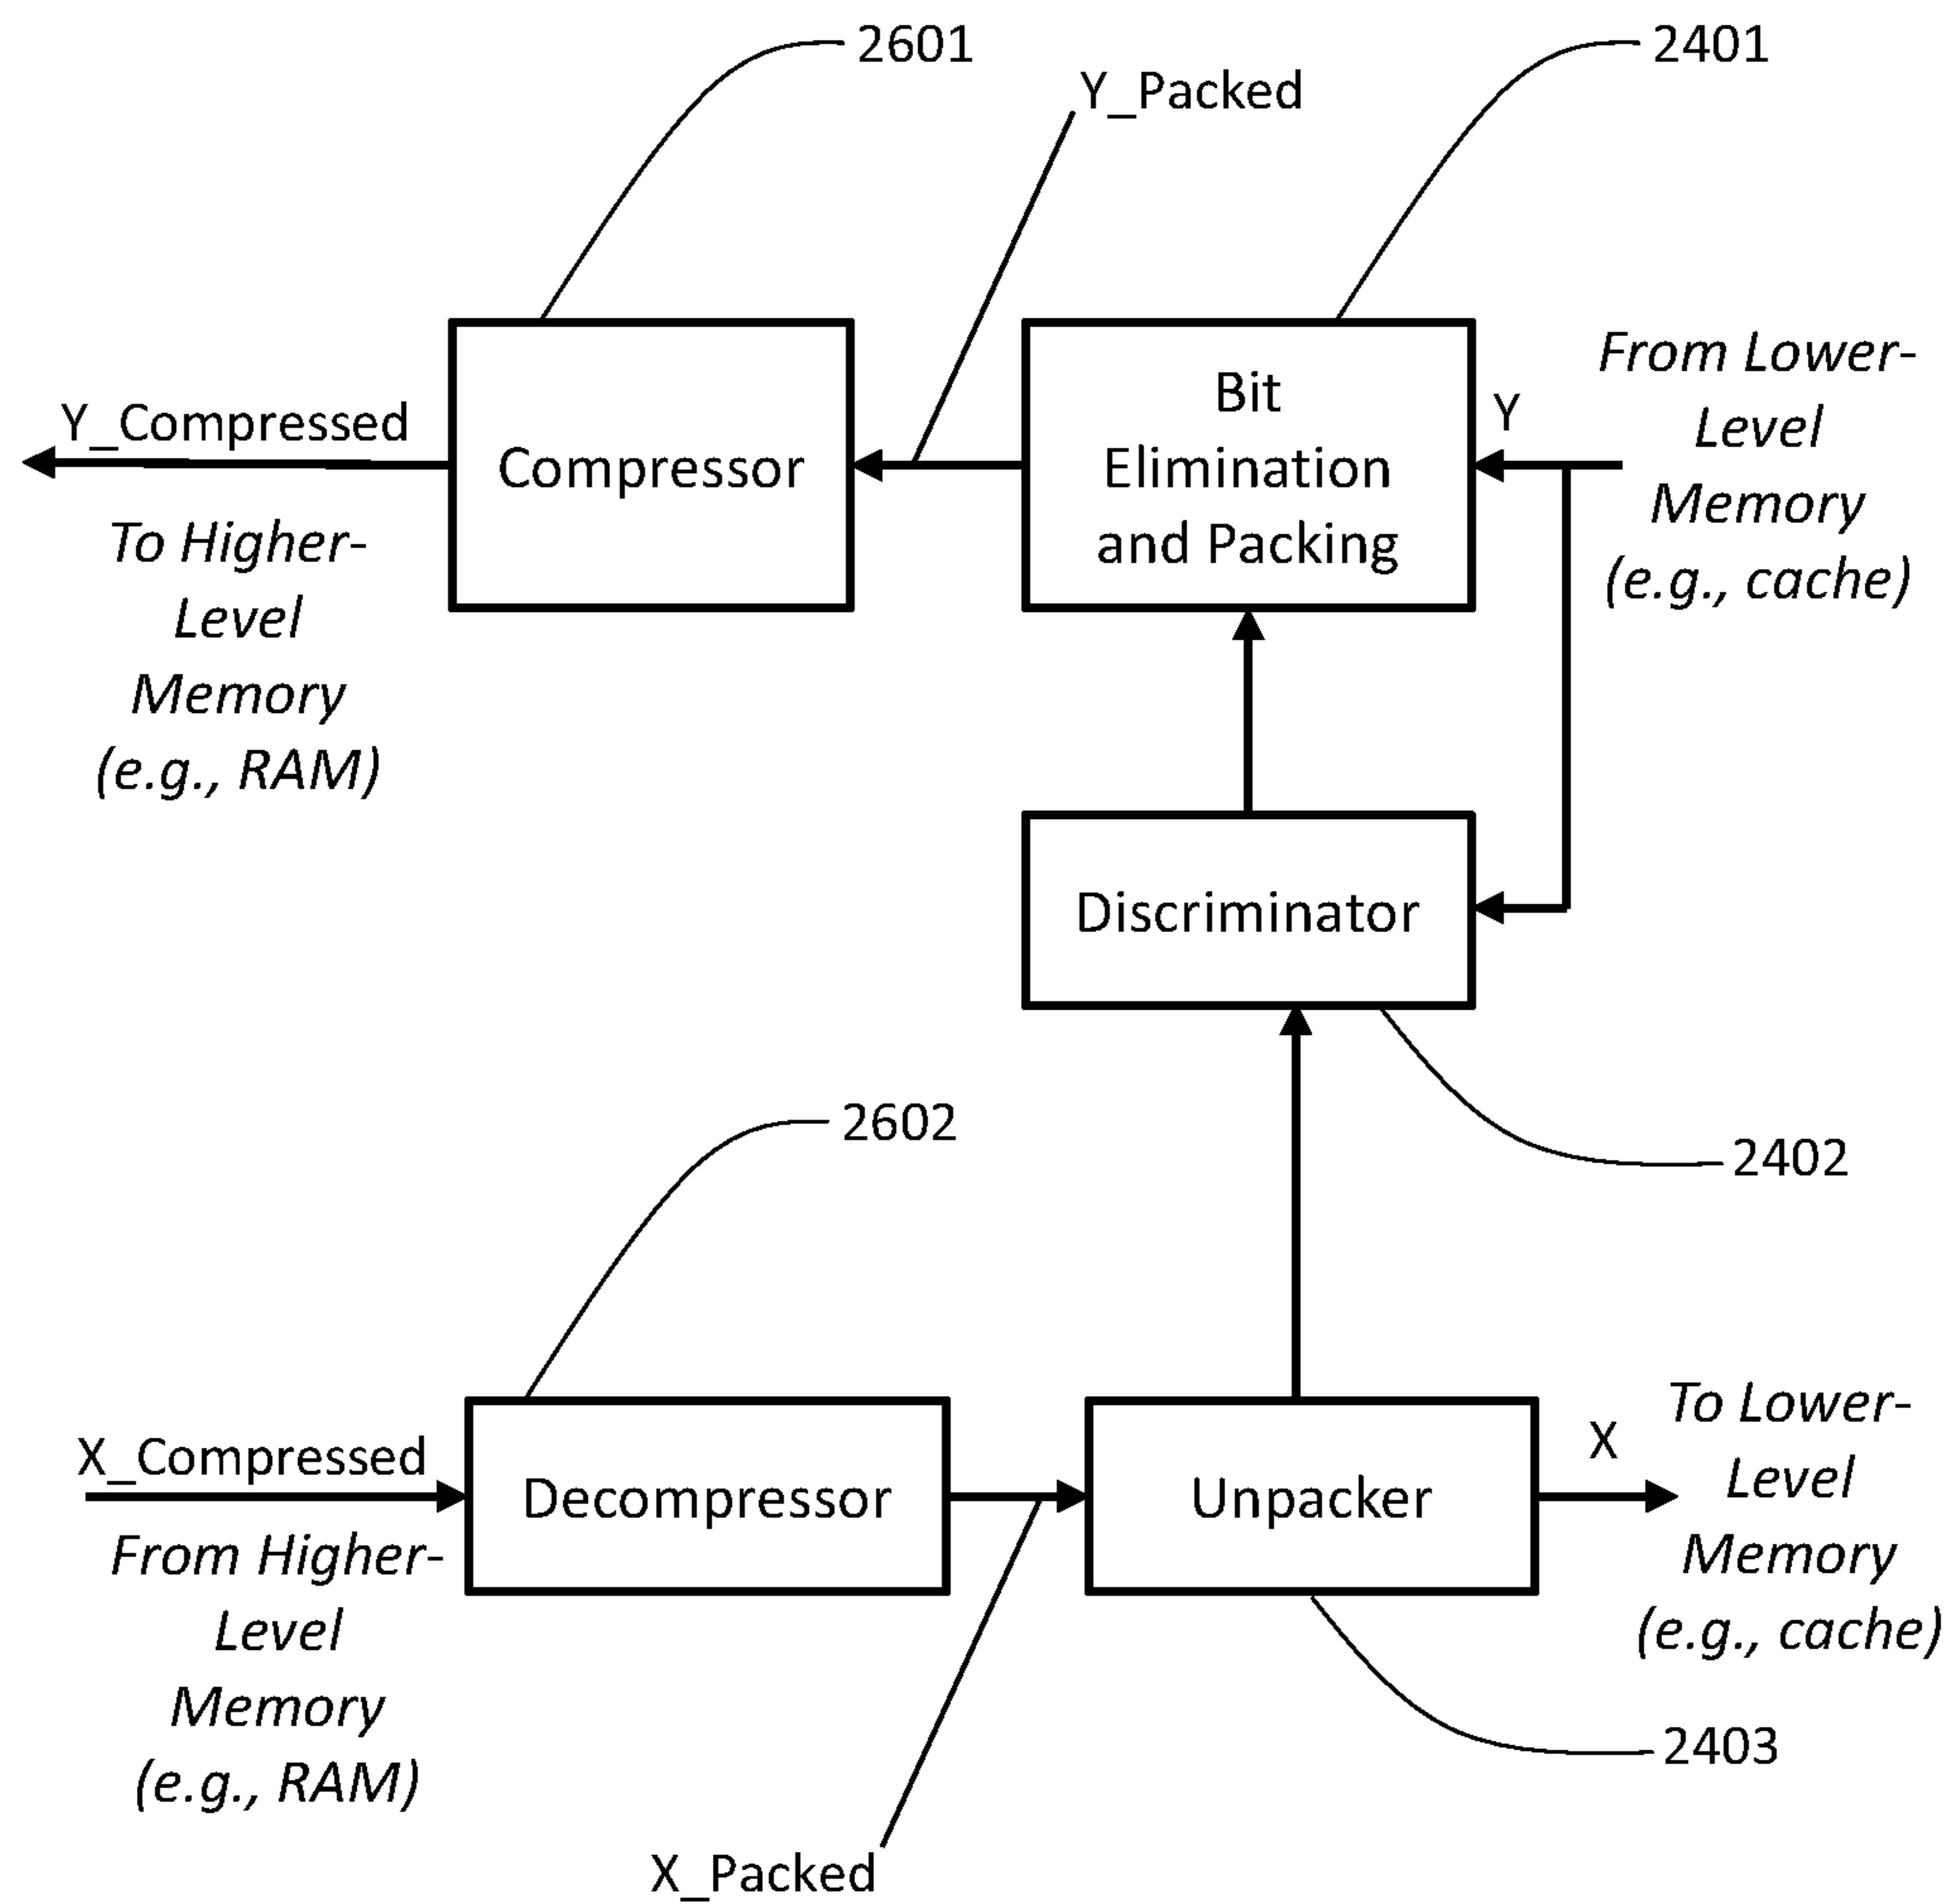 2601
2401
Y_Packed
From Lower-
Level
Memory
(e.g., cache)
Y
Bit
Elimination
and Packing
Compressor
Y_Compressed
To Higher-
Level
Memory
(e.g., RAM)
Discriminator
2402
2602
X_Compressed
From Higher-
Level
Memory
(e.g., RAM)
Decompressor
Unpacker
X
To Lower-
Level
Memory
(e.g., cache)
2403
X_Packed